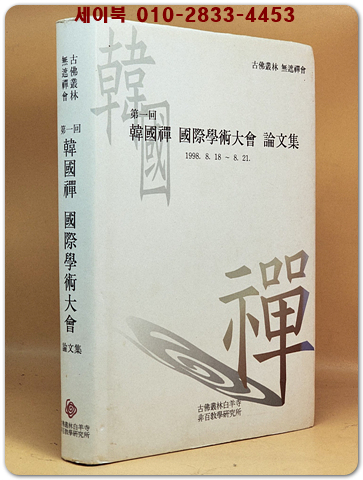 세이북 010-2833-4453
古佛叢林 無遮禪會
韓國
第一回
韓國禪 國際學術大會 論文集
1998. 8. 18 ~ 8. 21.
禪
古佛叢林白羊寺
古佛叢林
無遮禪會
第一回
韓國禪 國際學術大會
論文集